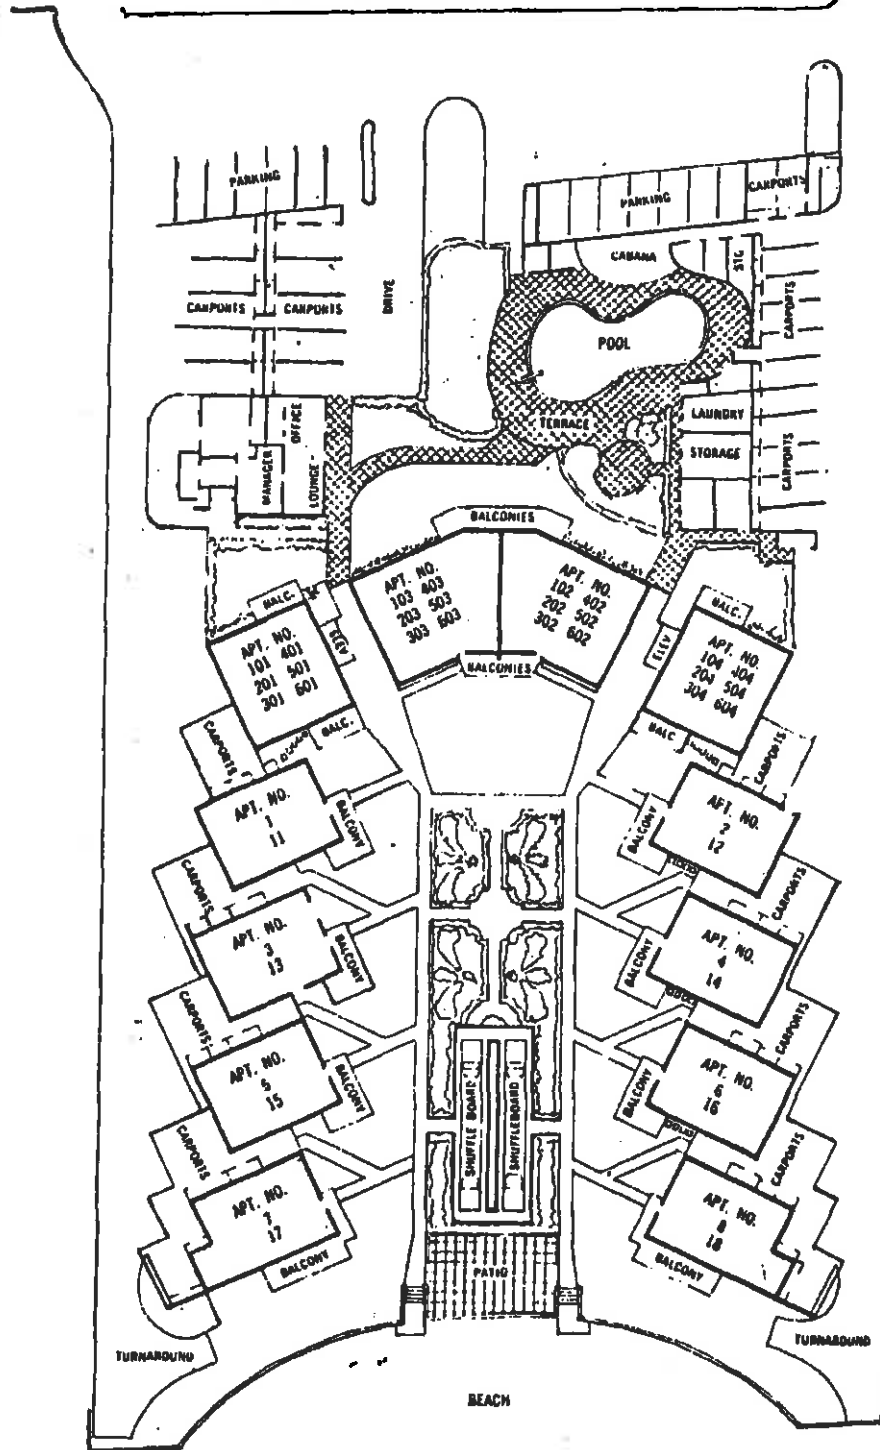 PARKING
CARPORTS
PARKING
CABANA
STG
CARPORTS
CARPORTS
CARPORTS
DRIVE
POOL
TERRACE
LAUNDRY
STORAGE
CARPORTS
OFFICE
MANAGER
LOUNGE-
BALCONIES
APT. NO.
103 403
203 503
303 603
APT. NO.
102 402
202 502
302 602
BALCONIES
BALC.
ELEV
APT. NO.
101 401
201 501
301 601
BALC.
BALC.
ELEV
APT. NO.
104 404
204 504
304 604
BALC
CARPORTS
CARPORTS
APT. NO.
1
11
BALCONY
APT NO.
2
12
BALCONY
CARPORTS
CARPORTS
APT. NO.
3
13
BALCONY
APT. NO.
4
14
BALCONY
CARPORTS
CARPORTS
APT. NO.
5
15
BALCONY
APT. NO.
6
16
BALCONY
SHUFFLE BOARD
SHUFFLEBOARD
CARPORTS
CARPORTS
APT. NO.
7
17
BALCONY
APT. NO.
8
18
BALCONY
PATIO
TURNAROUND
TURNAROUND
BEACH